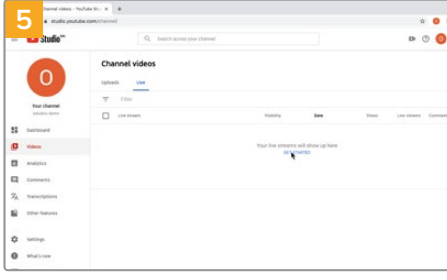 5
Channel videos - YouTube St
studio.youtube.com/channel/
Studio
Search across your channel
Channel videos
Uploads Live
Filter
Live stream Visibility Date Views Live viewers Comment
Your live streams will show up here
GET STARTED
O
Your channel
Dashboard
Videos
Analytics
Comments
Transcriptions
Other features
Settings
What's new